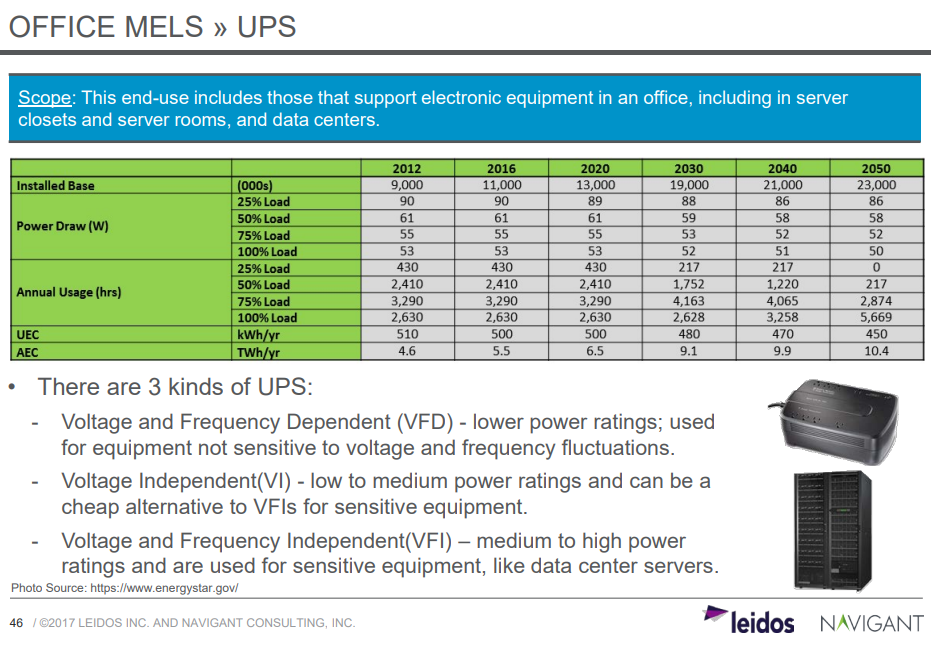 OFFICE MELS » UPS
Scope: This end-use includes those that support electronic equipment in an office, including in server
closets and server rooms, and data centers.
2012 2016 2020 2030 2040 2050
Installed Base (000s) 9,000 11,000 13,000 19,000 21,000 23,000
Power Draw (W)
25% Load 90 90 89 88 86 86
50% Load 61 61 61 59 58 58
75% Load 55 55 55 53 52 52
100% Load 53 53 53 52 51 50
Annual Usage (hrs)
25% Load 430 430 430 217 217 0
50% Load 2,410 2,410 2,410 1,752 1,220 217
75% Load 3,290 3,290 3,290 4,163 4,065 2,874
100% Load 2,630 2,630 2,630 2,628 3,258 5,669
UEC kWh/yr 510 500 500 480 470 450
AEC TWh/yr 4.6 5.5 6.5 9.1 9.9 10.4
• There are 3 kinds of UPS:
- Voltage and Frequency Dependent (VFD) - lower power ratings; used
for equipment not sensitive to voltage and frequency fluctuations.
- Voltage Independent(VI) - low to medium power ratings and can be a
cheap alternative to VFIs for sensitive equipment.
- Voltage and Frequency Independent(VFI) – medium to high power
ratings and are used for sensitive equipment, like data center servers.
Photo Source: https://www.energystar.gov/
46 / ©2017 LEIDOS INC. AND NAVIGANT CONSULTING, INC.
leidos NAVIGANT